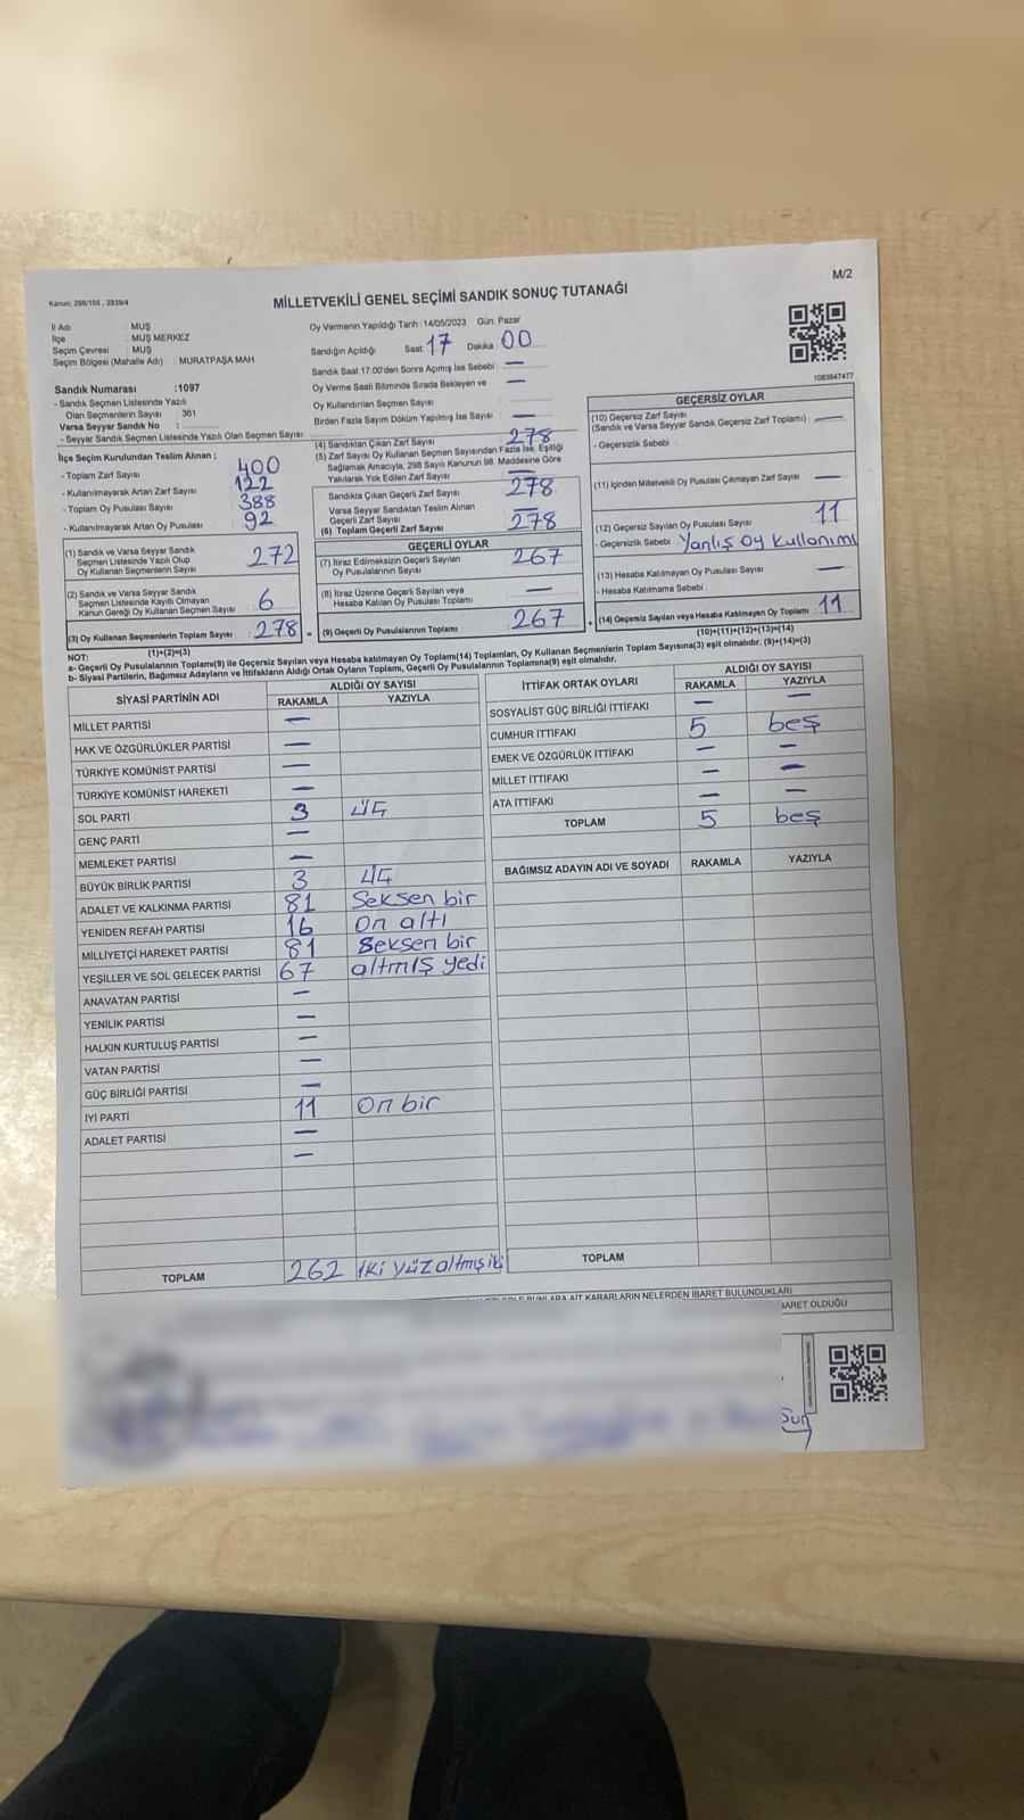 Kanun: 298/105 , 2839/4
M/2
MİLLETVEKİLİ GENEL SEÇİMİ SANDIK SONUÇ TUTANAĞI
İl Adı : MUŞ
İlçe : MUŞ MERKEZ
Seçim Çevresi : MUŞ
Seçim Bölgesi (Mahalle Adı) : MURATPAŞA MAH
Sandık Numarası :1097
- Sandık Seçmen Listesinde Yazılı
Olan Seçmenlerin Sayısı : 361
Varsa Seyyar Sandık No :
- Seyyar Sandık Seçmen Listesinde Yazılı Olan Seçmen Sayısı
İlçe Seçim Kurulundan Teslim Alınan :
- Toplam Zarf Sayısı 400
- Kullanılmayarak Artan Zarf Sayısı 122
- Toplam Oy Pusulası Sayısı 388
- Kullanılmayarak Artan Oy Pusulası 92
(1) Sandık ve Varsa Seyyar Sandık
Seçmen Listesinde Yazılı Olup
Oy Kullanan Seçmenlerin Sayısı 272
(2) Sandık ve Varsa Seyyar Sandık
Seçmen Listesinde Kayıtlı Olmayan
Kanun Gereği Oy Kullanan Seçmen Sayısı 6
(3) Oy Kullanan Seçmenlerin Toplam Sayısı 278
(1)+(2)=(3)
Oy Vermenin Yapıldığı Tarih : 14/05/2023 Gün: Pazar
Sandığın Açıldığı Saat 17 Dakika 00
Sandık Saat 17:00'den Sonra Açılmış İse Sebebi —
Oy Verme Saati Bitiminde Sırada Bekleyen ve —
Oy Kullandırılan Seçmen Sayısı
Birden Fazla Sayım Döküm Yapılmış İse Sayısı —
(4) Sandıktan Çıkan Zarf Sayısı 278
(5) Zarf Sayısı Oy Kullanan Seçmen Sayısından Fazla İse, Eşitliği
Sağlamak Amacıyla, 298 Sayılı Kanunun 98. Maddesine Göre
Yakılarak Yok Edilen Zarf Sayısı —
Sandıkta Çıkan Geçerli Zarf Sayısı 278
Varsa Seyyar Sandıktan Teslim Alınan
Geçerli Zarf Sayısı —
(6) Toplam Geçerli Zarf Sayısı 278
GEÇERLİ OYLAR
(7) İtiraz Edilmeksizin Geçerli Sayılan
Oy Pusulalarının Sayısı 267
(8) İtiraz Üzerine Geçerli Sayılan veya
Hesaba Katılan Oy Pusulası Toplamı —
(9) Geçerli Oy Pusulalarının Toplamı 267
1083847477
GEÇERSİZ OYLAR
(10) Geçersiz Zarf Sayısı
(Sandık ve Varsa Seyyar Sandık Geçersiz Zarf Toplamı) —
- Geçersizlik Sebebi
(11) İçinden Milletvekili Oy Pusulası Çıkmayan Zarf Sayısı —
(12) Geçersiz Sayılan Oy Pusulası Sayısı 11
- Geçersizlik Sebebi Yanlış oy kullanımı
(13) Hesaba Katılmayan Oy Pusulası Sayısı —
- Hesaba Katılmama Sebebi
(14) Geçersiz Sayılan veya Hesaba Katılmayan Oy Toplamı 11
(10)+(11)+(12)+(13)=(14)
NOT:
a- Geçerli Oy Pusulalarının Toplamı(9) ile Geçersiz Sayılan veya Hesaba katılmayan Oy Toplamı(14) Toplamları, Oy Kullanan Seçmenlerin Toplam Sayısına(3) eşit olmalıdır. (9)+(14)=(3)
b- Siyasi Partilerin, Bağımsız Adayların ve İttifakların Aldığı Ortak Oyların Toplamı, Geçerli Oy Pusulalarının Toplamına(9) eşit olmalıdır.
SİYASİ PARTİNİN ADI
ALDIĞI OY SAYISI
RAKAMLA YAZIYLA
MİLLET PARTİSİ —
HAK VE ÖZGÜRLÜKLER PARTİSİ —
TÜRKİYE KOMÜNİST PARTİSİ —
TÜRKİYE KOMÜNİST HAREKETİ —
SOL PARTİ 3 üç
GENÇ PARTİ —
MEMLEKET PARTİSİ —
BÜYÜK BİRLİK PARTİSİ 3 üç
ADALET VE KALKINMA PARTİSİ 81 Seksen bir
YENİDEN REFAH PARTİSİ 16 On altı
MİLLİYETÇİ HAREKET PARTİSİ 81 Seksen bir
YEŞİLLER VE SOL GELECEK PARTİSİ 67 altmış yedi
ANAVATAN PARTİSİ —
YENİLİK PARTİSİ —
HALKIN KURTULUŞ PARTİSİ —
VATAN PARTİSİ —
GÜÇ BİRLİĞİ PARTİSİ —
İYİ PARTİ 11 On bir
ADALET PARTİSİ —
—
TOPLAM 262 İki yüz altmış iki
İTTİFAK ORTAK OYLARI
ALDIĞI OY SAYISI
RAKAMLA YAZIYLA
SOSYALİST GÜÇ BİRLİĞİ İTTİFAKI — —
CUMHUR İTTİFAKI 5 beş
EMEK VE ÖZGÜRLÜK İTTİFAKI — —
MİLLET İTTİFAKI — —
ATA İTTİFAKI — —
TOPLAM 5 beş
BAĞIMSIZ ADAYIN ADI VE SOYADI RAKAMLA YAZIYLA
TOPLAM
BUNLARA AİT KARARLARIN NELERDEN İBARET BULUNDUKLARI
İBARET OLDUĞU